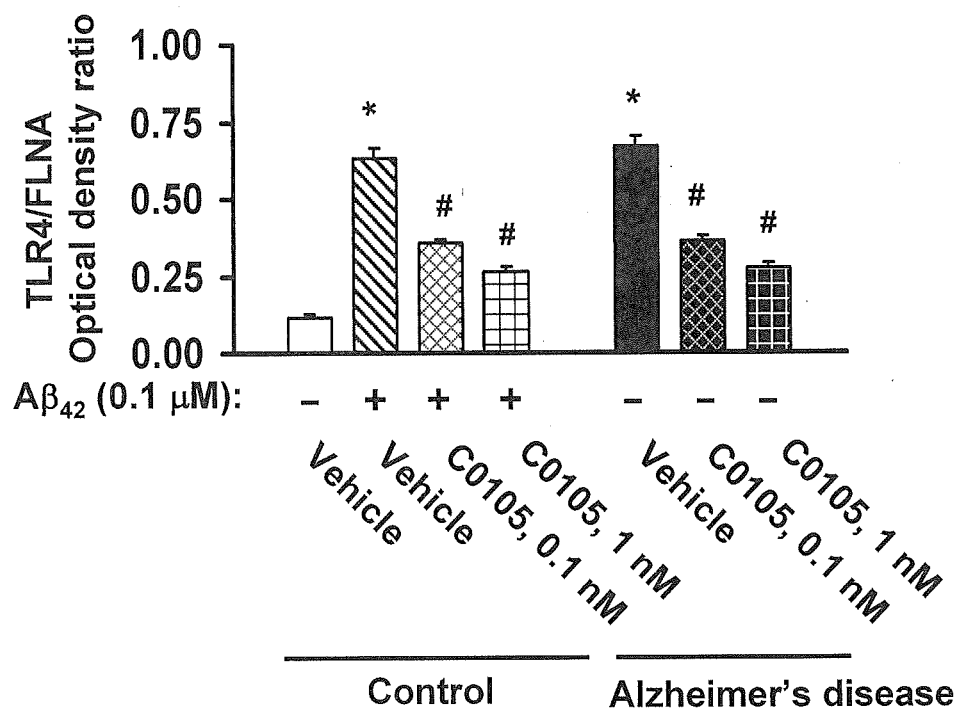 TLR4/FLNA
Optical density ratio
1.00
0.75
0.50
0.25
0.00
*
#
#
*
#
#
Aβ42 (0.1 μM):
– + + + – – –
Vehicle
Vehicle
C0105, 0.1 nM
C0105, 1 nM
Vehicle
C0105, 0.1 nM
C0105, 1 nM
Control
Alzheimer's disease